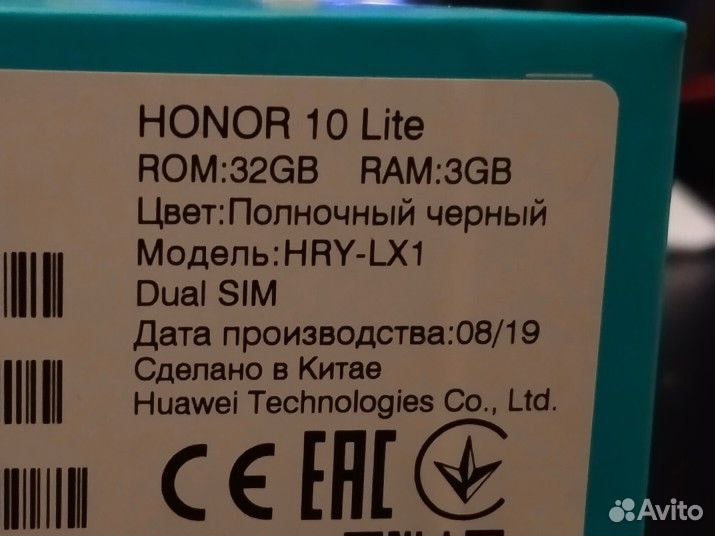 HONOR 10 Lite
ROM:32GB RAM:3GB
Цвет:Полночный черный
Модель:HRY-LX1
Dual SIM
Дата производства:08/19
Сделано в Китае
Huawei Technologies Co., Ltd.
CE EAC
Avito